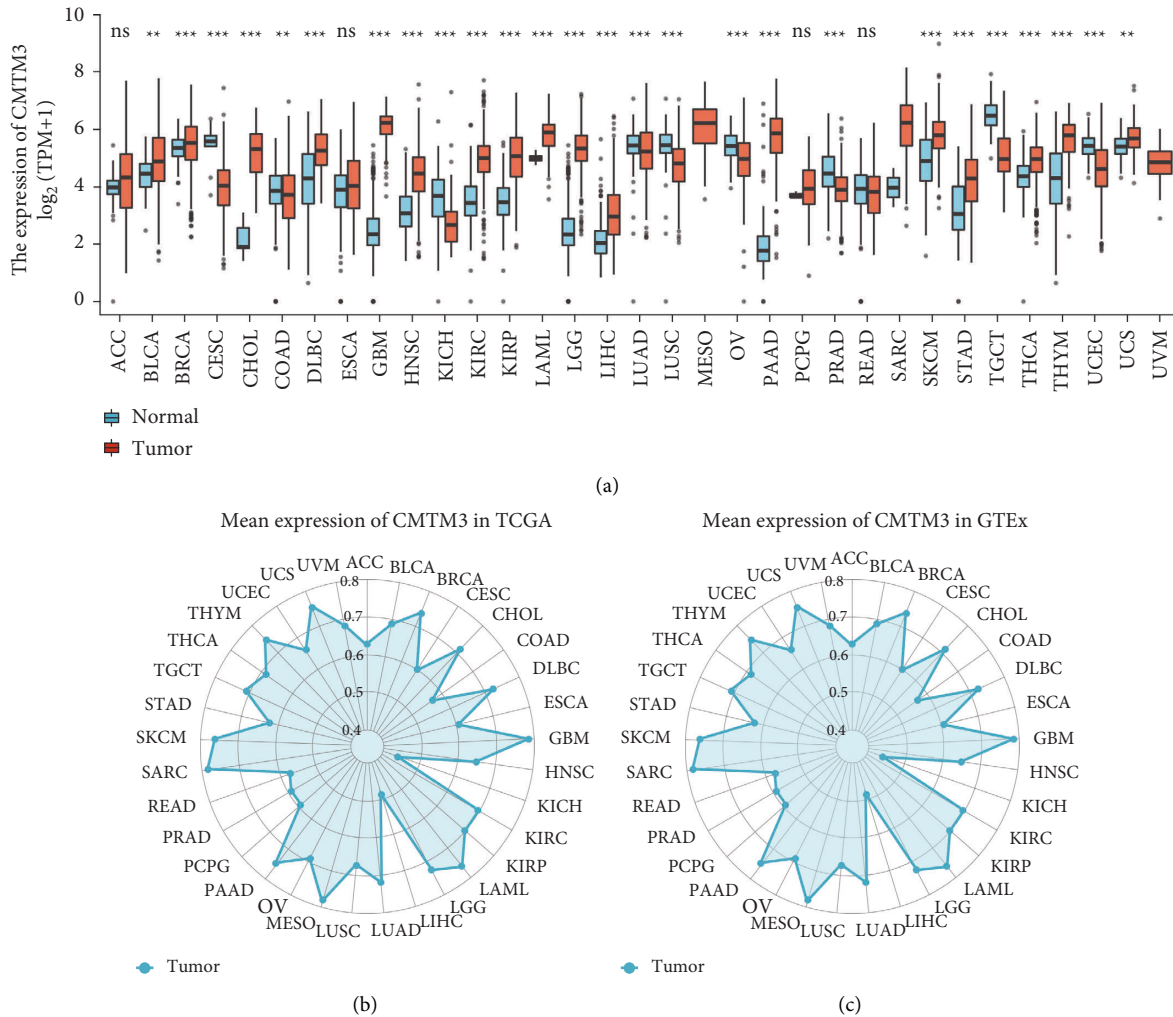 (a)
The expression of CMTM3
log2 (TPM+1)
10
8
6
4
2
0
ns ** *** *** *** ** *** ns *** *** *** *** *** *** *** *** *** *** *** *** ns *** ns *** *** *** *** *** *** **
ACC BLCA BRCA CESC CHOL COAD DLBC ESCA GBM HNSC KICH KIRC KIRP LAML LGG LIHC LUAD LUSC MESO OV PAAD PCPG PRAD READ SARC SKCM STAD TGCT THCA THYM UCEC UCS UVM
Normal
Tumor
(a)
Mean expression of CMTM3 in TCGA
ACC
BLCA
BRCA
CESC
CHOL
COAD
DLBC
ESCA
GBM
HNSC
KICH
KIRC
KIRP
LAML
LGG
LIHC
LUAD
LUSC
MESO
OV
PAAD
PCPG
PRAD
READ
SARC
SKCM
STAD
TGCT
THCA
THYM
UCEC
UCS
UVM
0.8
0.7
0.6
0.5
0.4
Tumor
(b)
Mean expression of CMTM3 in GTEx
ACC
BLCA
BRCA
CESC
CHOL
COAD
DLBC
ESCA
GBM
HNSC
KICH
KIRC
KIRP
LAML
LGG
LIHC
LUAD
LUSC
MESO
OV
PAAD
PCPG
PRAD
READ
SARC
SKCM
STAD
TGCT
THCA
THYM
UCEC
UCS
UVM
0.8
0.7
0.6
0.5
0.4
Tumor
(c)